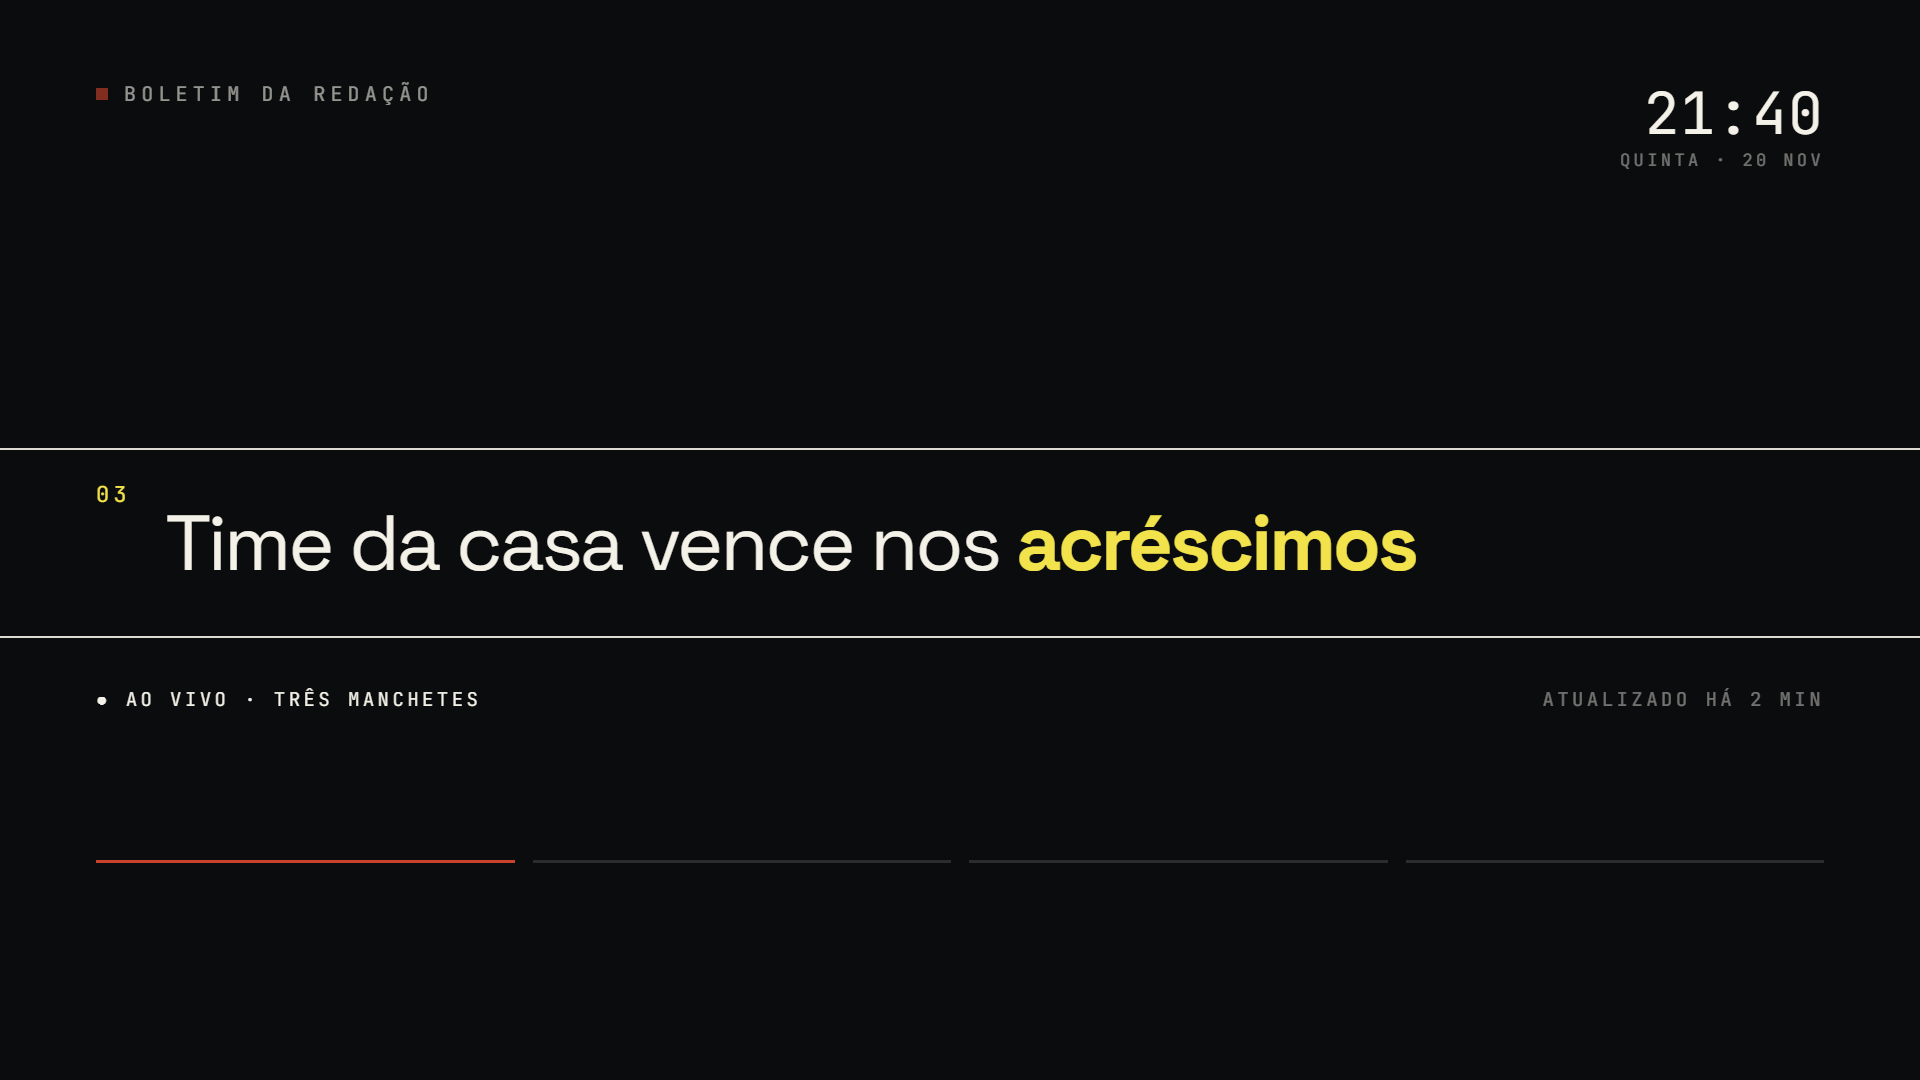 BOLETIM DA REDAÇÃO
21:40
QUINTA · 20 NOV
03
Time da casa vence nos acréscimos
AO VIVO · TRÊS MANCHETES
ATUALIZADO HÁ 2 MIN